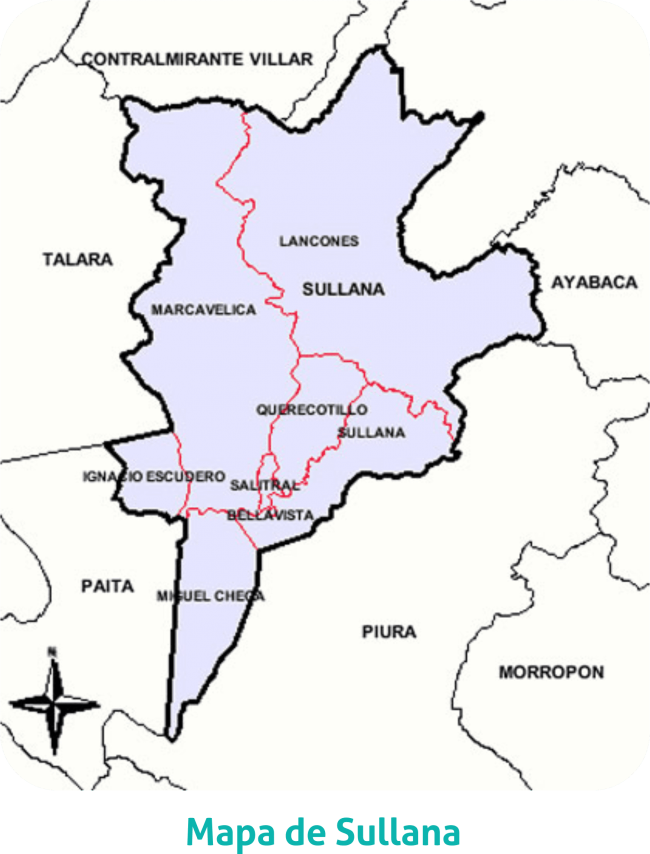 CONTRALMIRANTE VILLAR
LANCONES
TALARA
AYABACA
SULLANA
MARCAVELICA
QUERECOTILLO
SULLANA
IGNACIO ESCUDERO
SALITRAL
BELLAVISTA
PAITA
MIGUEL CHECA
PIURA
N
MORROPON
Mapa de Sullana